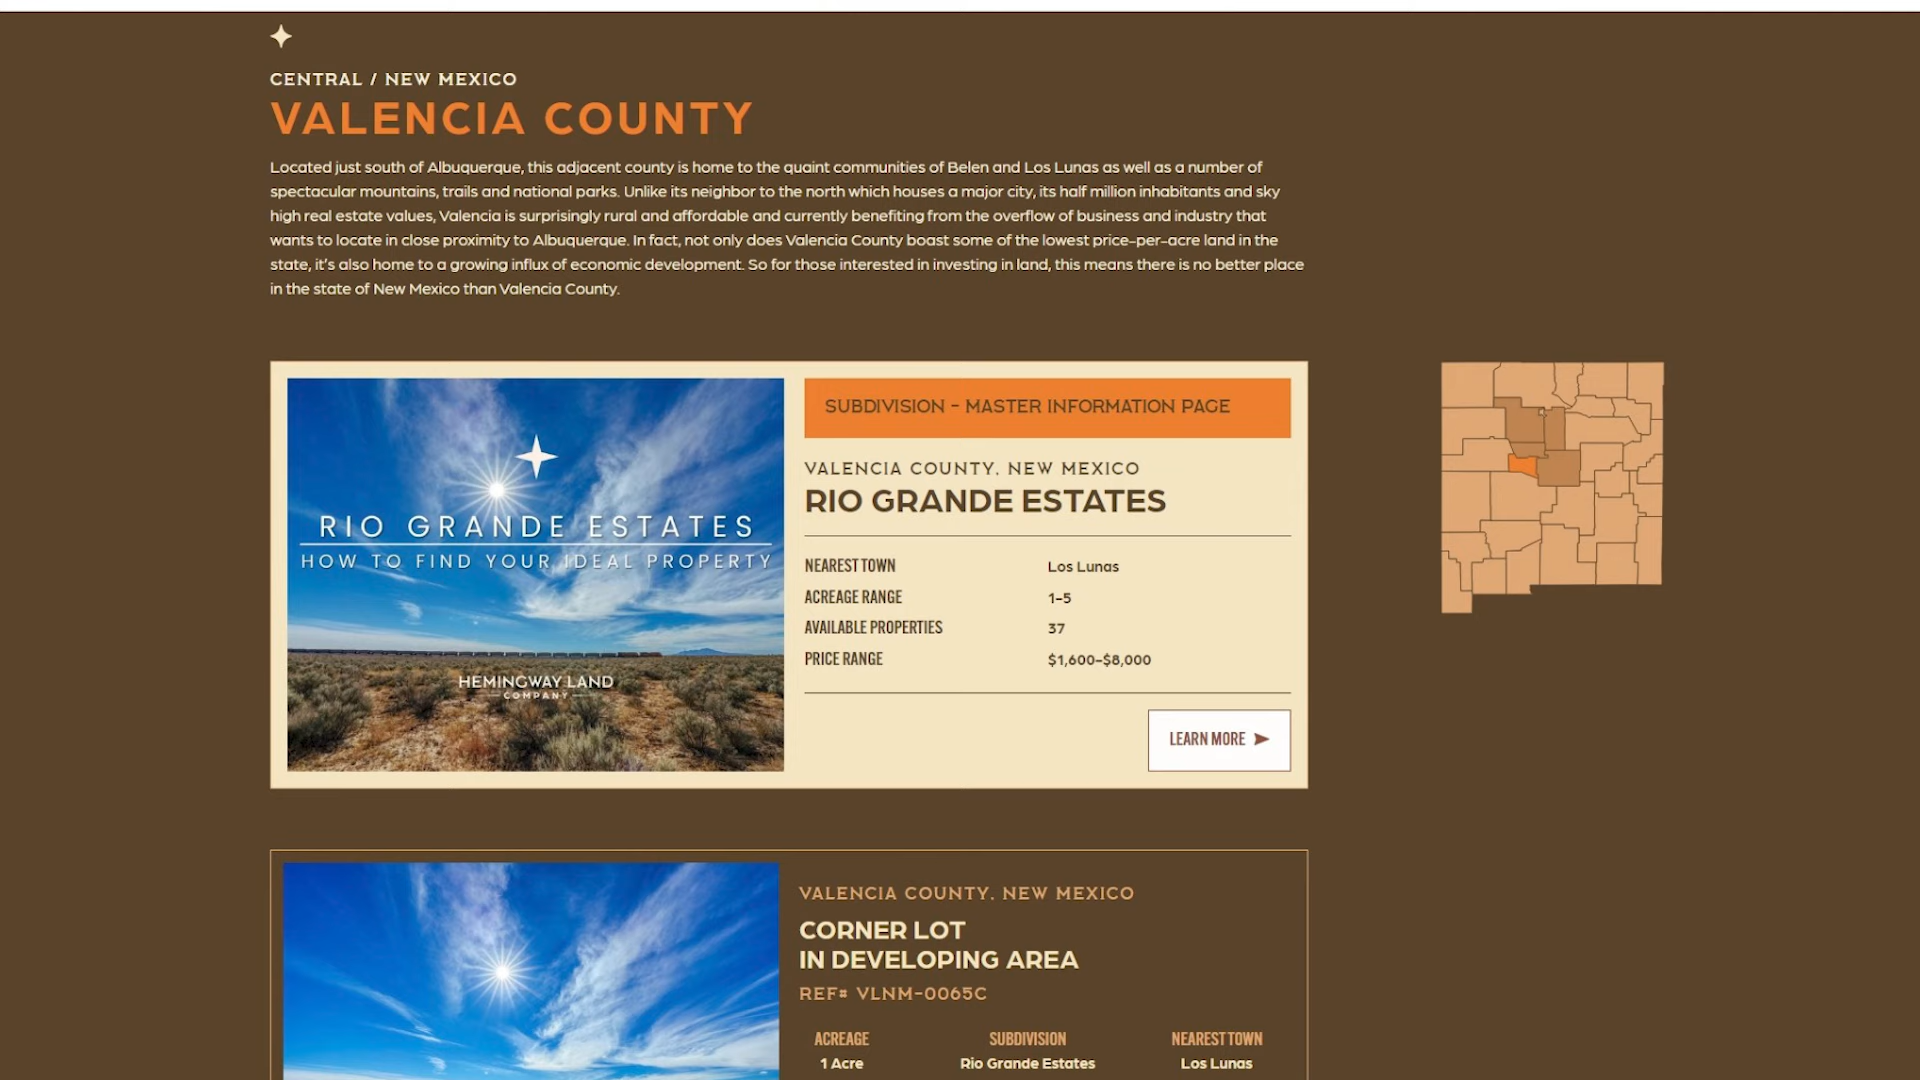 CENTRAL / NEW MEXICO
VALENCIA COUNTY
Located just south of Albuquerque, this adjacent county is home to the quaint communities of Belen and Los Lunas as well as a number of
spectacular mountains, trails and national parks. Unlike its neighbor to the north which houses a major city, its half million inhabitants and sky
high real estate values, Valencia is surprisingly rural and affordable and currently benefiting from the overflow of business and industry that
wants to locate in close proximity to Albuquerque. In fact, not only does Valencia County boast some of the lowest price-per-acre land in the
state, it's also home to a growing influx of economic development. So for those interested in investing in land, this means there is no better place
in the state of New Mexico than Valencia County.
RIO GRANDE ESTATES
HOW TO FIND YOUR IDEAL PROPERTY
HEMINGWAY LAND
COMPANY
SUBDIVISION - MASTER INFORMATION PAGE
VALENCIA COUNTY, NEW MEXICO
RIO GRANDE ESTATES
NEAREST TOWN Los Lunas
ACREAGE RANGE 1-5
AVAILABLE PROPERTIES 37
PRICE RANGE $1,600-$8,000
LEARN MORE
VALENCIA COUNTY, NEW MEXICO
CORNER LOT
IN DEVELOPING AREA
REF# VLNM-0065C
ACREAGE SUBDIVISION NEAREST TOWN
1 Acre Rio Grande Estates Los Lunas